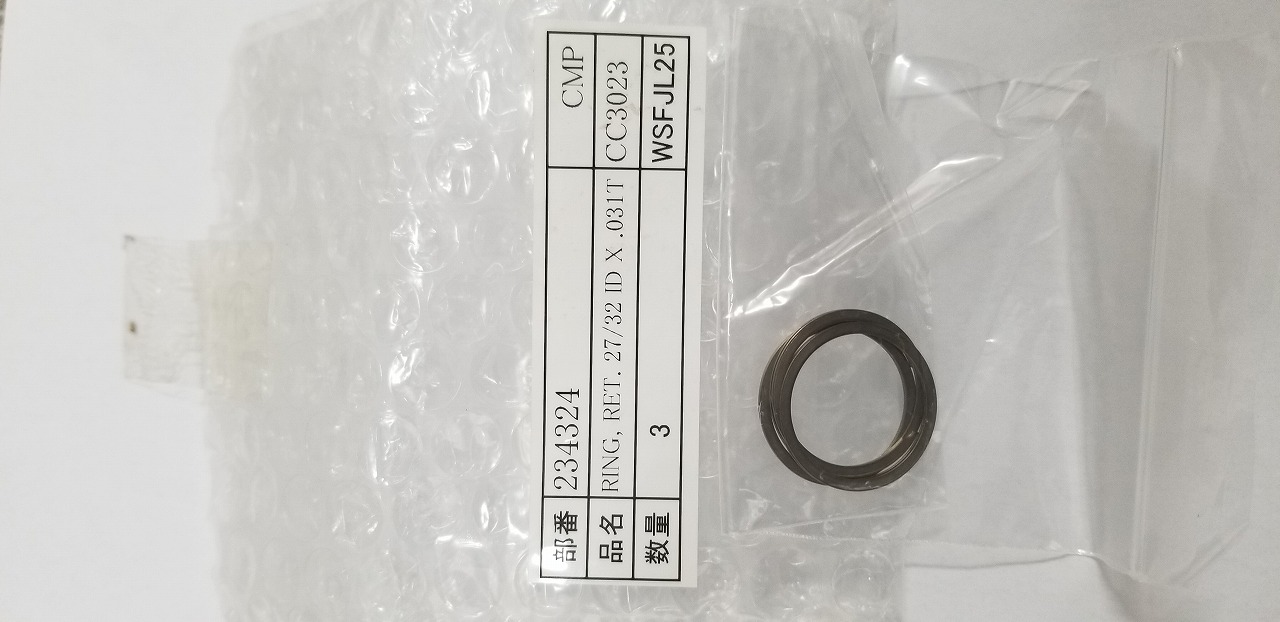 部番 234324 CMP
品名 RING, RET. 27/32 ID X .031T CC3023
数量 3 WSFJL25